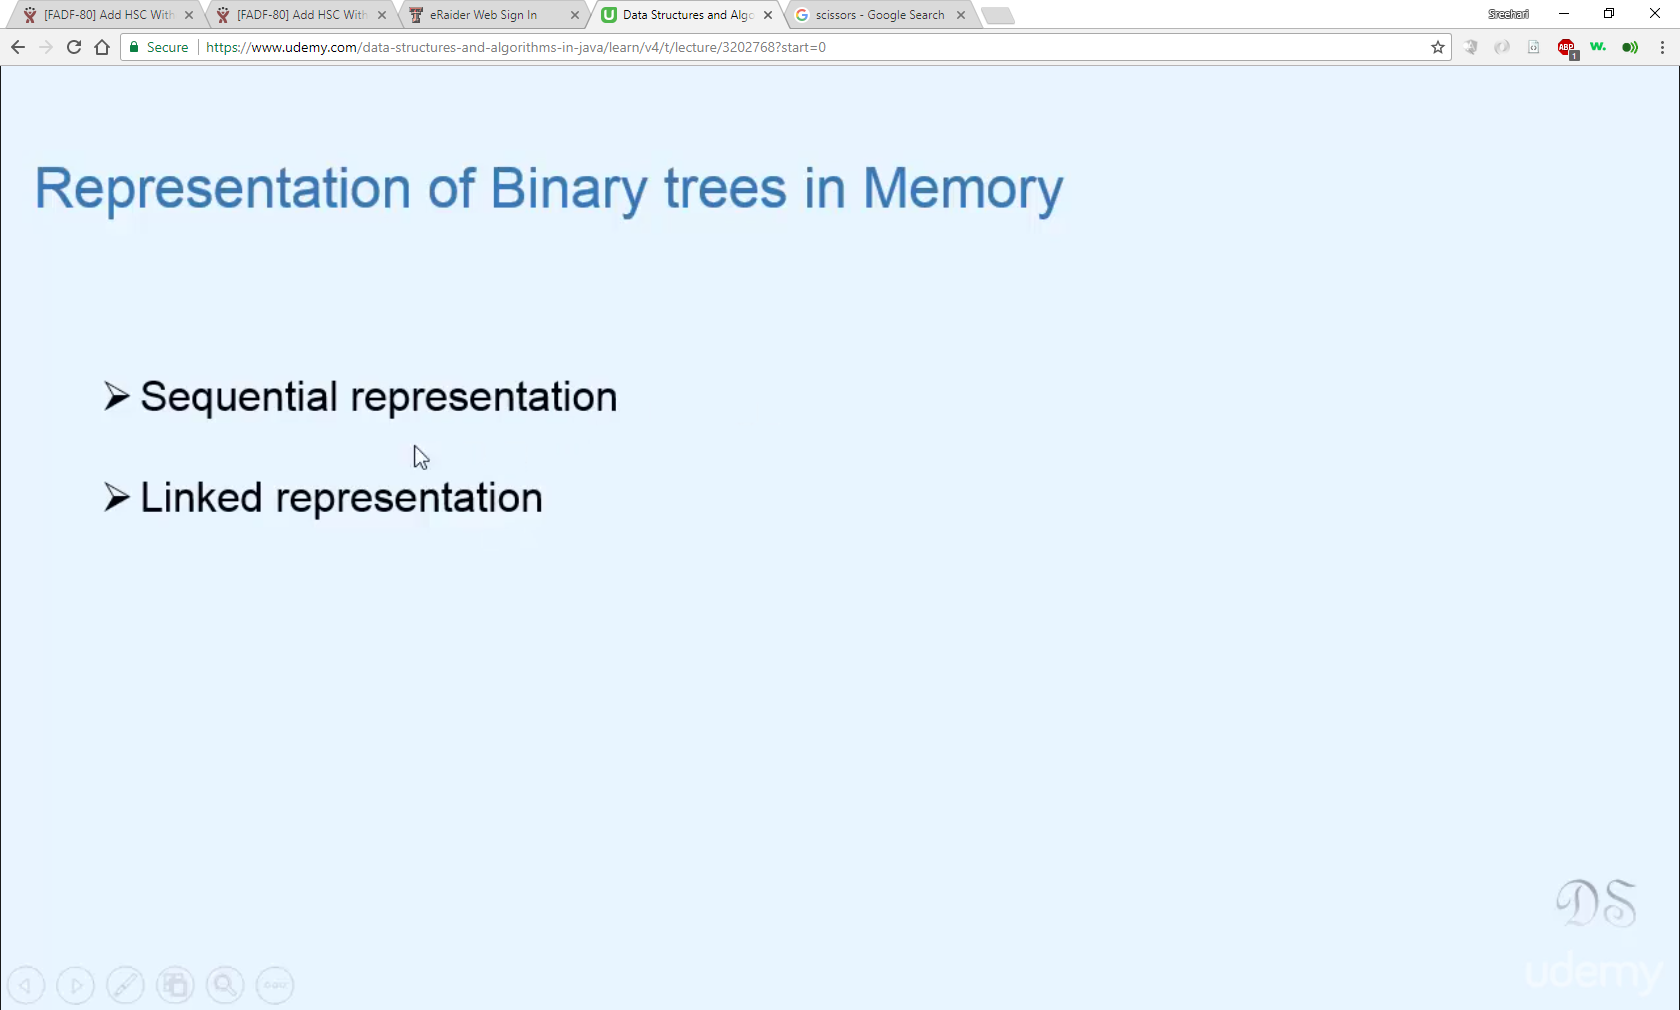 [FADF-80] Add HSC With
[FADF-80] Add HSC With
eRaider Web Sign In
Data Structures and Algo
scissors - Google Search
Sreehari
Secure
https://www.udemy.com/data-structures-and-algorithms-in-java/learn/v4/t/lecture/3202768?start=0
ABP
1
w.
Representation of Binary trees in Memory
➢ Sequential representation
➢ Linked representation
DS
udemy